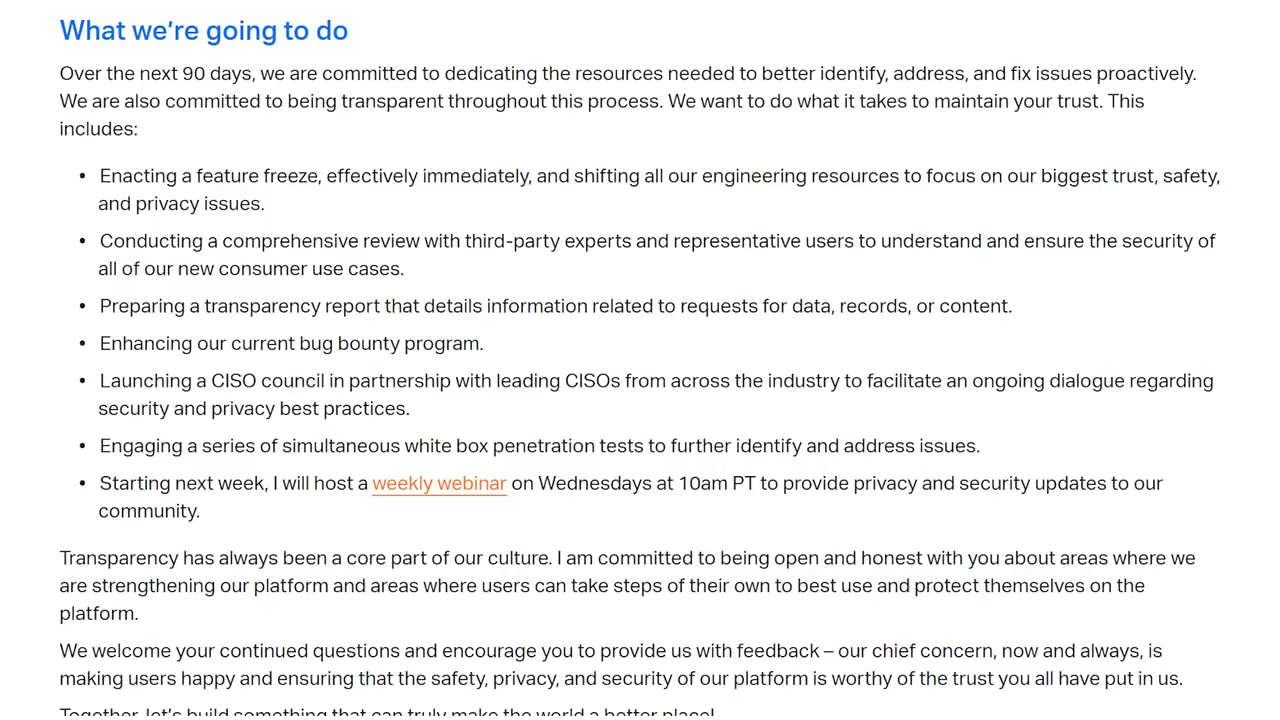 What we’re going to do
Over the next 90 days, we are committed to dedicating the resources needed to better identify, address, and fix issues proactively.
We are also committed to being transparent throughout this process. We want to do what it takes to maintain your trust. This
includes:
• Enacting a feature freeze, effectively immediately, and shifting all our engineering resources to focus on our biggest trust, safety,
and privacy issues.
• Conducting a comprehensive review with third-party experts and representative users to understand and ensure the security of
all of our new consumer use cases.
• Preparing a transparency report that details information related to requests for data, records, or content.
• Enhancing our current bug bounty program.
• Launching a CISO council in partnership with leading CISOs from across the industry to facilitate an ongoing dialogue regarding
security and privacy best practices.
• Engaging a series of simultaneous white box penetration tests to further identify and address issues.
• Starting next week, I will host a weekly webinar on Wednesdays at 10am PT to provide privacy and security updates to our
community.
Transparency has always been a core part of our culture. I am committed to being open and honest with you about areas where we
are strengthening our platform and areas where users can take steps of their own to best use and protect themselves on the
platform.
We welcome your continued questions and encourage you to provide us with feedback – our chief concern, now and always, is
making users happy and ensuring that the safety, privacy, and security of our platform is worthy of the trust you all have put in us.
Together, let’s build something that can truly make the world a better place!